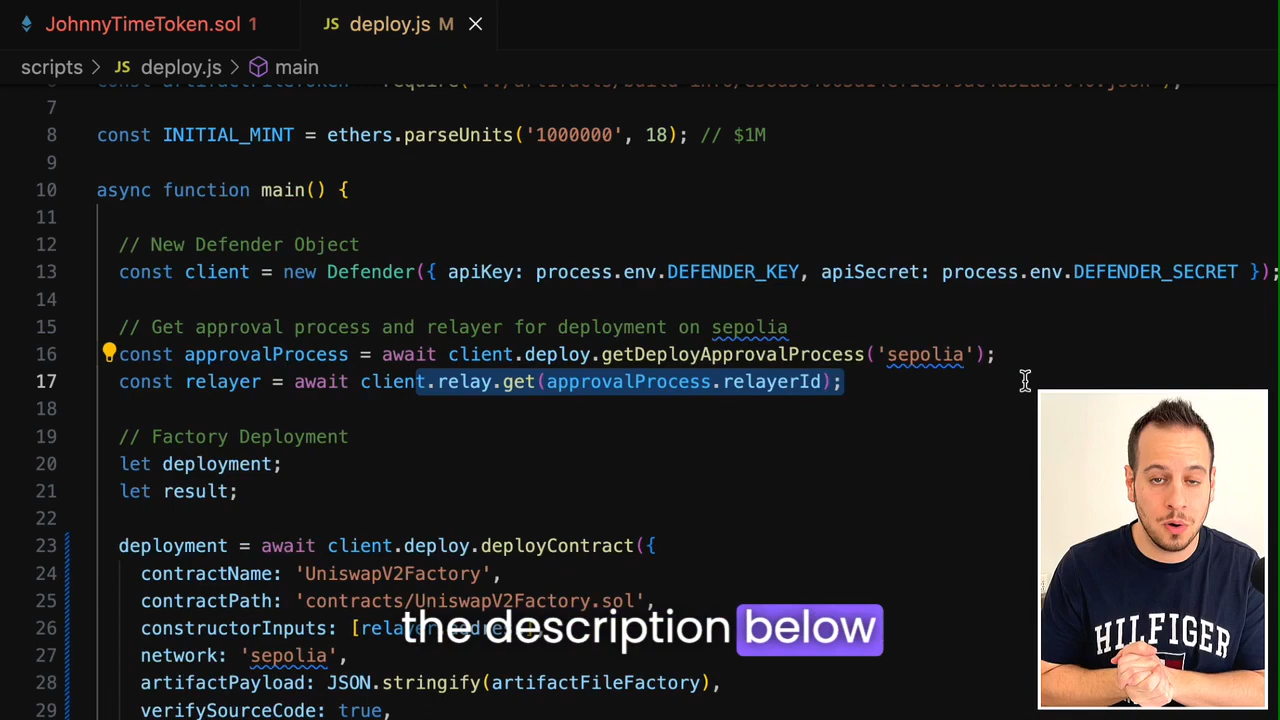 JohnnyTimeToken.sol 1
JS deploy.js M
scripts > JS deploy.js > main
7
8 const INITIAL_MINT = ethers.parseUnits('1000000', 18); // $1M
9
10 async function main() {
11
12 // New Defender Object
13 const client = new Defender({ apiKey: process.env.DEFENDER_KEY, apiSecret: process.env.DEFENDER_SECRET });
14
15 // Get approval process and relayer for deployment on sepolia
16 const approvalProcess = await client.deploy.getDeployApprovalProcess('sepolia');
17 const relayer = await client.relay.get(approvalProcess.relayerId);
18
19 // Factory Deployment
20 let deployment;
21 let result;
22
23 deployment = await client.deploy.deployContract({
24 contractName: 'UniswapV2Factory',
25 contractPath: 'contracts/UniswapV2Factory.sol',
26 constructorInputs:
the description below
27 network: 'sepolia',
28 artifactPayload: JSON.stringify(artifactFileFactory),
29 verifySourceCode: true,
HILFIGER